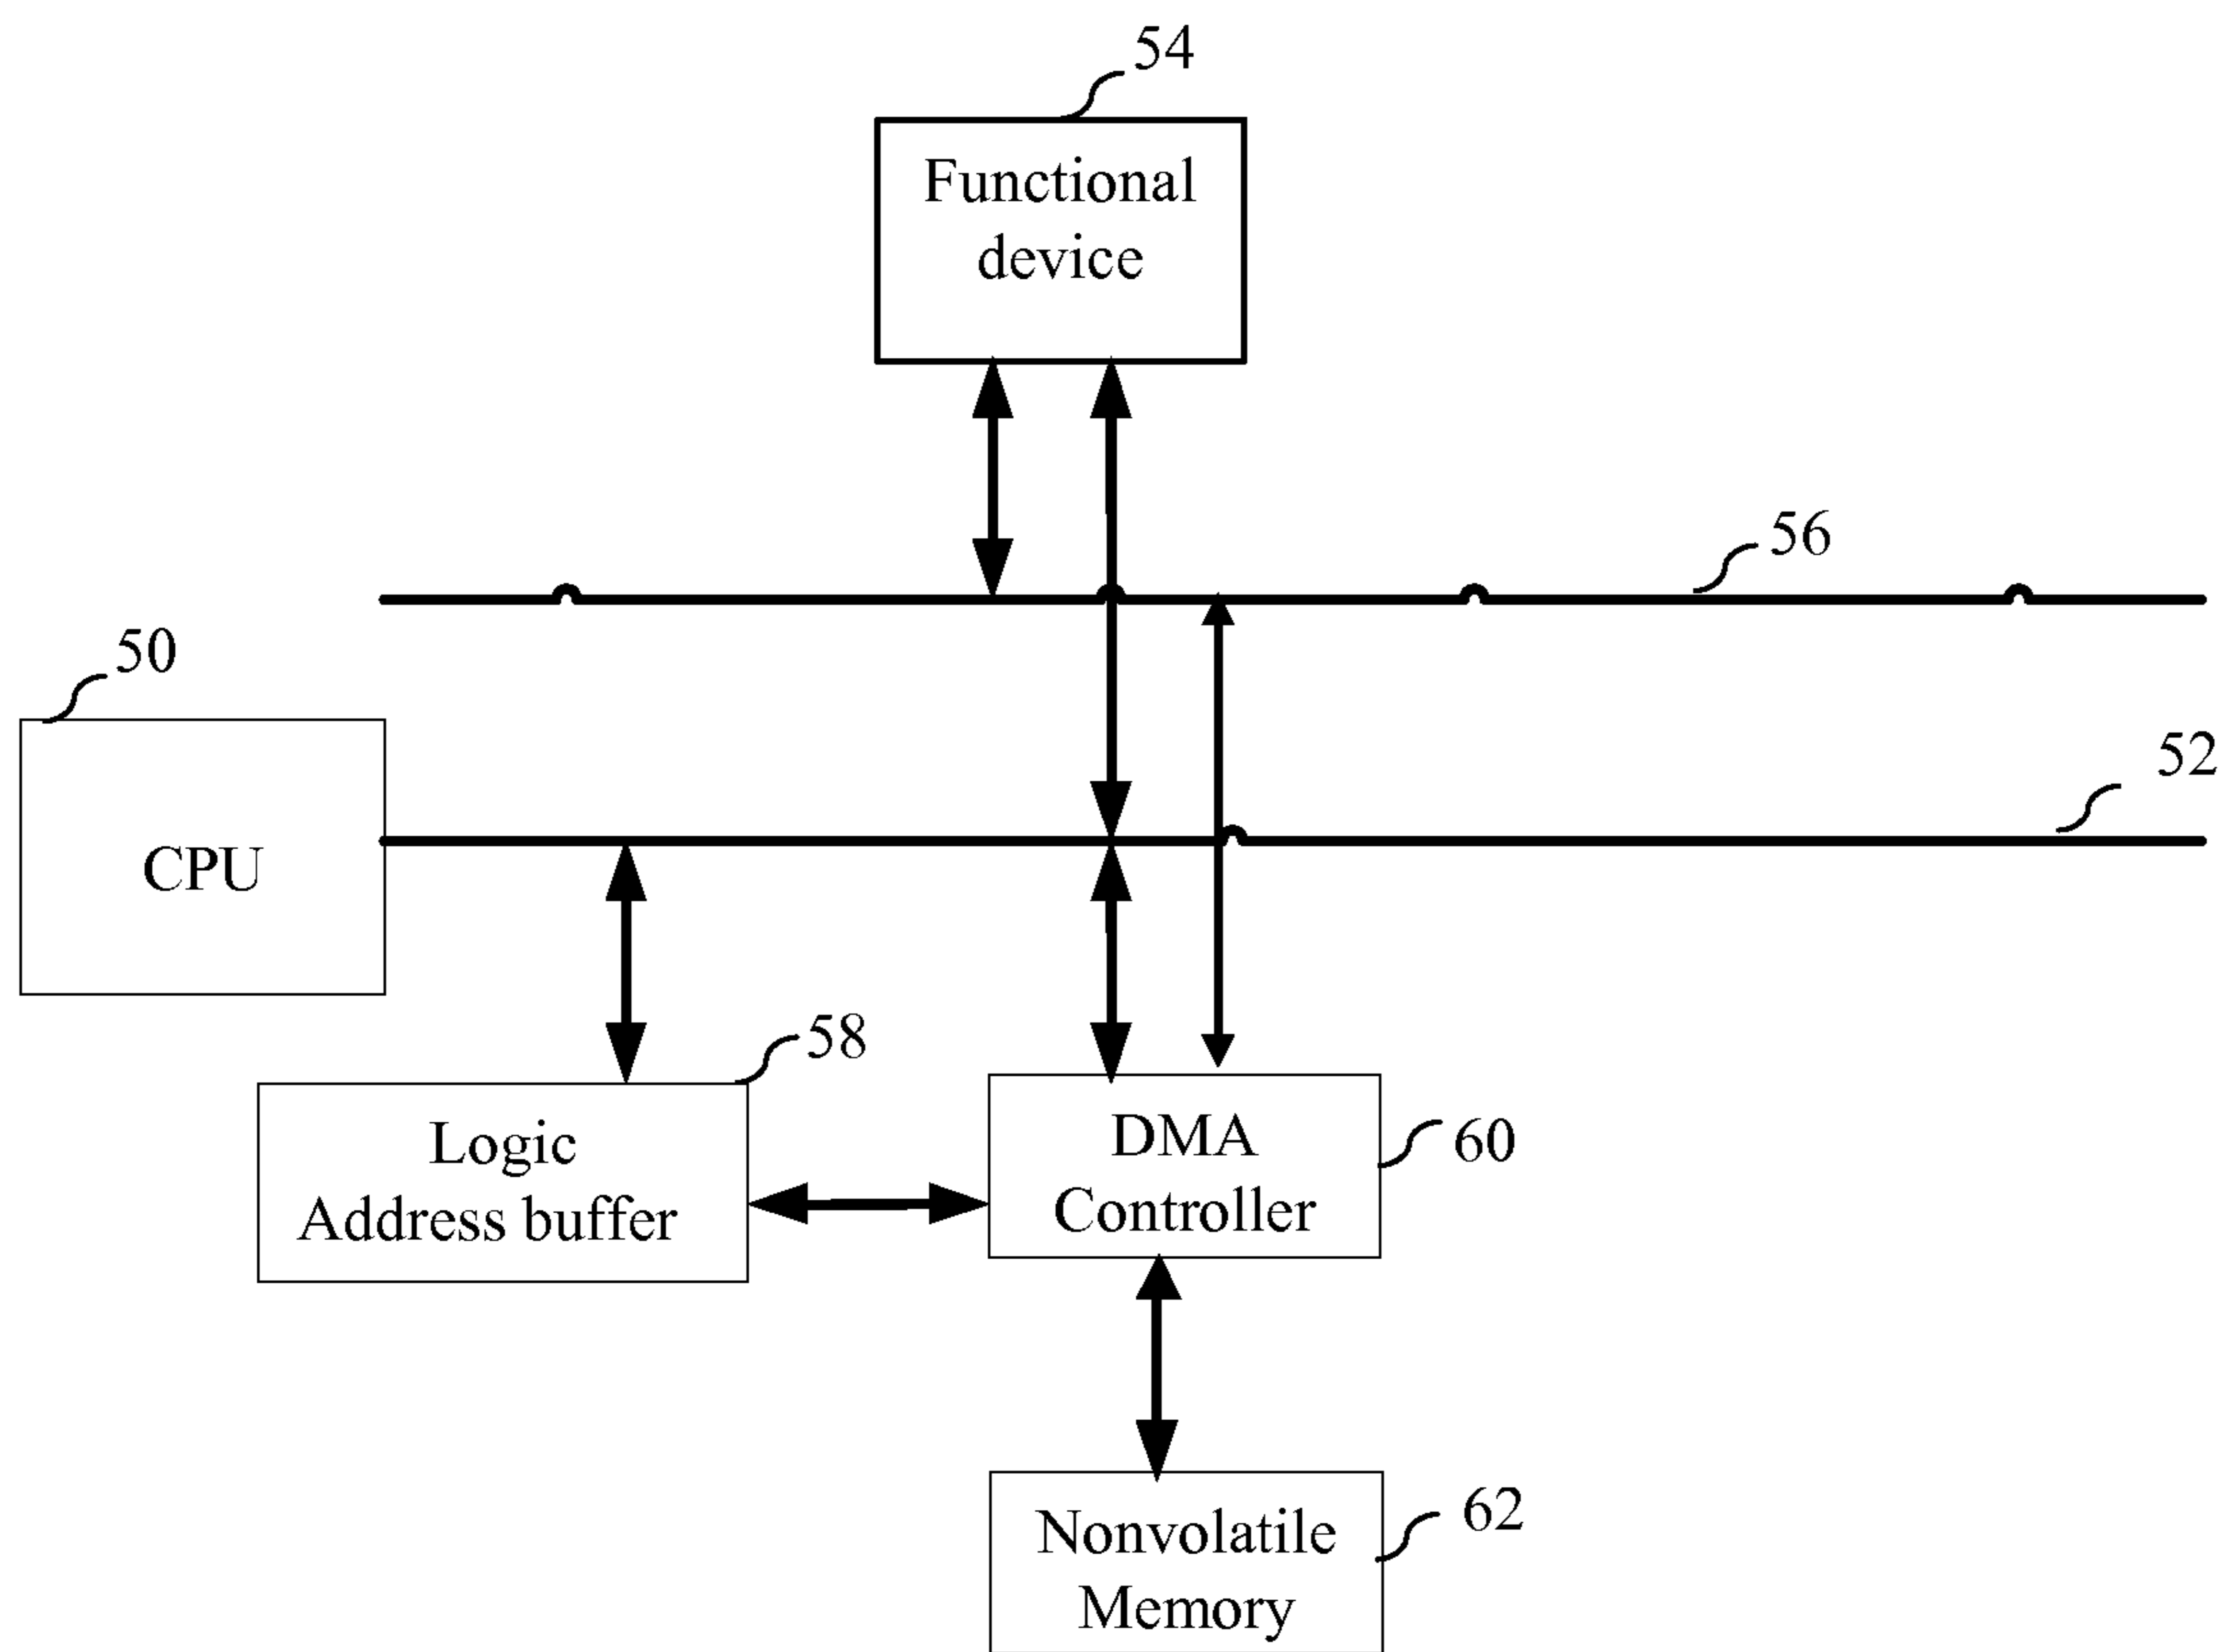 54
Functional
device
56
50
52
CPU
58
Logic
Address buffer
DMA
Controller
60
Nonvolatile
Memory
62